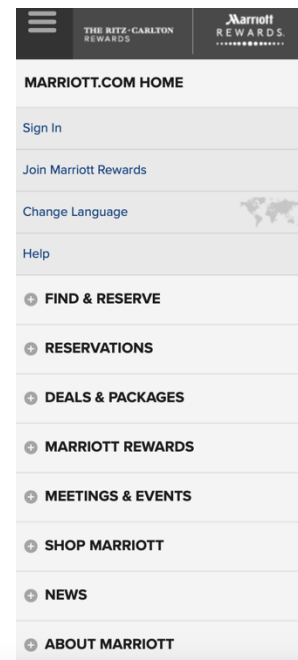 THE RITZ-CARLTON
REWARDS
Marriott
REWARDS.
MARRIOTT.COM HOME
Sign In
Join Marriott Rewards
Change Language
Help
FIND & RESERVE
RESERVATIONS
DEALS & PACKAGES
MARRIOTT REWARDS
MEETINGS & EVENTS
SHOP MARRIOTT
NEWS
ABOUT MARRIOTT